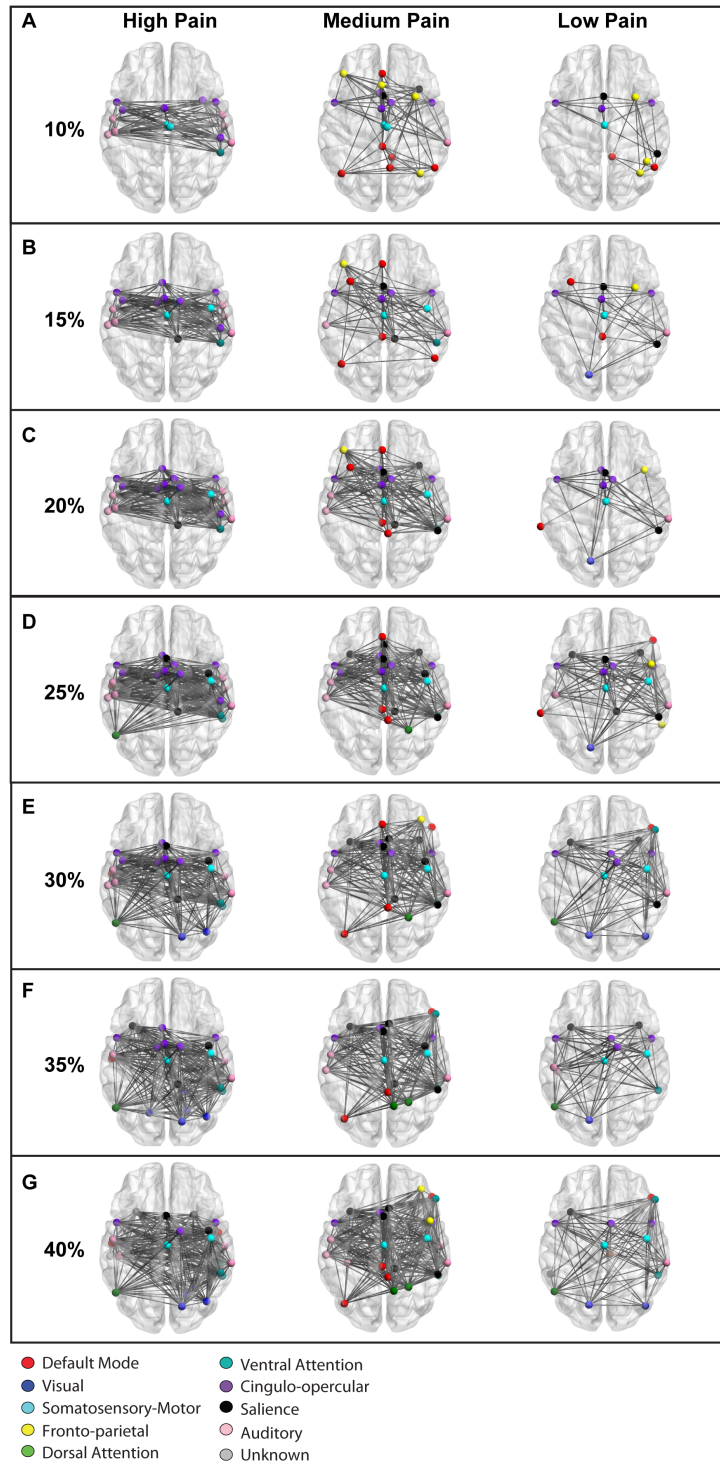 A High Pain Medium Pain Low Pain
10%
B
15%
C
20%
D
25%
E
30%
F
35%
G
40%
Default Mode
Visual
Somatosensory-Motor
Fronto-parietal
Dorsal Attention
Ventral Attention
Cingulo-opercular
Salience
Auditory
Unknown